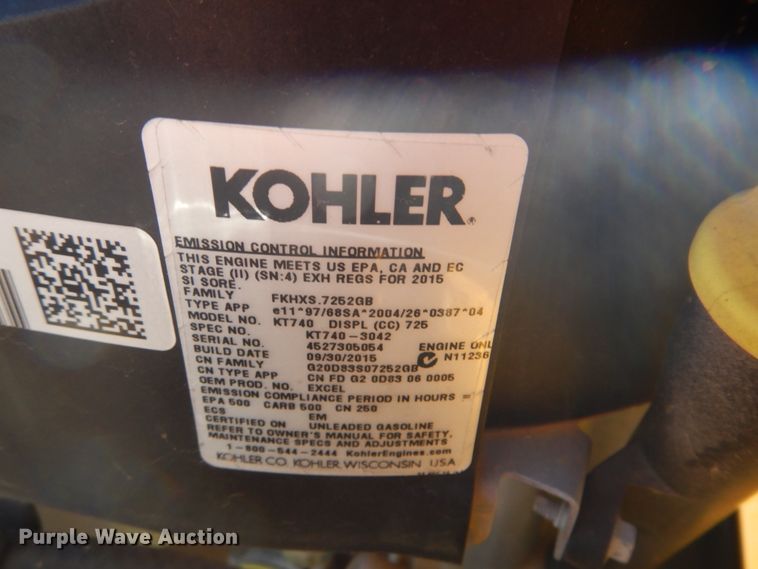 KOHLER.
EMISSION CONTROL INFORMATION
THIS ENGINE MEETS US EPA, CA AND EC
STAGE (II) (SN:4) EXH REGS FOR 2015
SI SORE.
FAMILY FKHXS.7252GB
TYPE APP e11*97/68SA*2004/26*0387*04
MODEL NO. KT740 DISPL (CC) 725
SPEC NO. KT740-3042
SERIAL NO. 4527305054 ENGINE ONL
BUILD DATE 09/30/2015 N11236
CN FAMILY G20D83S07252GB
CN TYPE APP CN FD G2 0D83 06 0005
OEM PROD. NO. EXCEL
EMISSION COMPLIANCE PERIOD IN HOURS =
EPA 500 CARB 500 CN 250
ECS EM
CERTIFIED ON UNLEADED GASOLINE
REFER TO OWNER'S MANUAL FOR SAFETY,
MAINTENANCE SPECS AND ADJUSTMENTS
1-800-544-2444 KohlerEngines.com
KOHLER CO. KOHLER, WISCONSIN USA
Purple Wave Auction